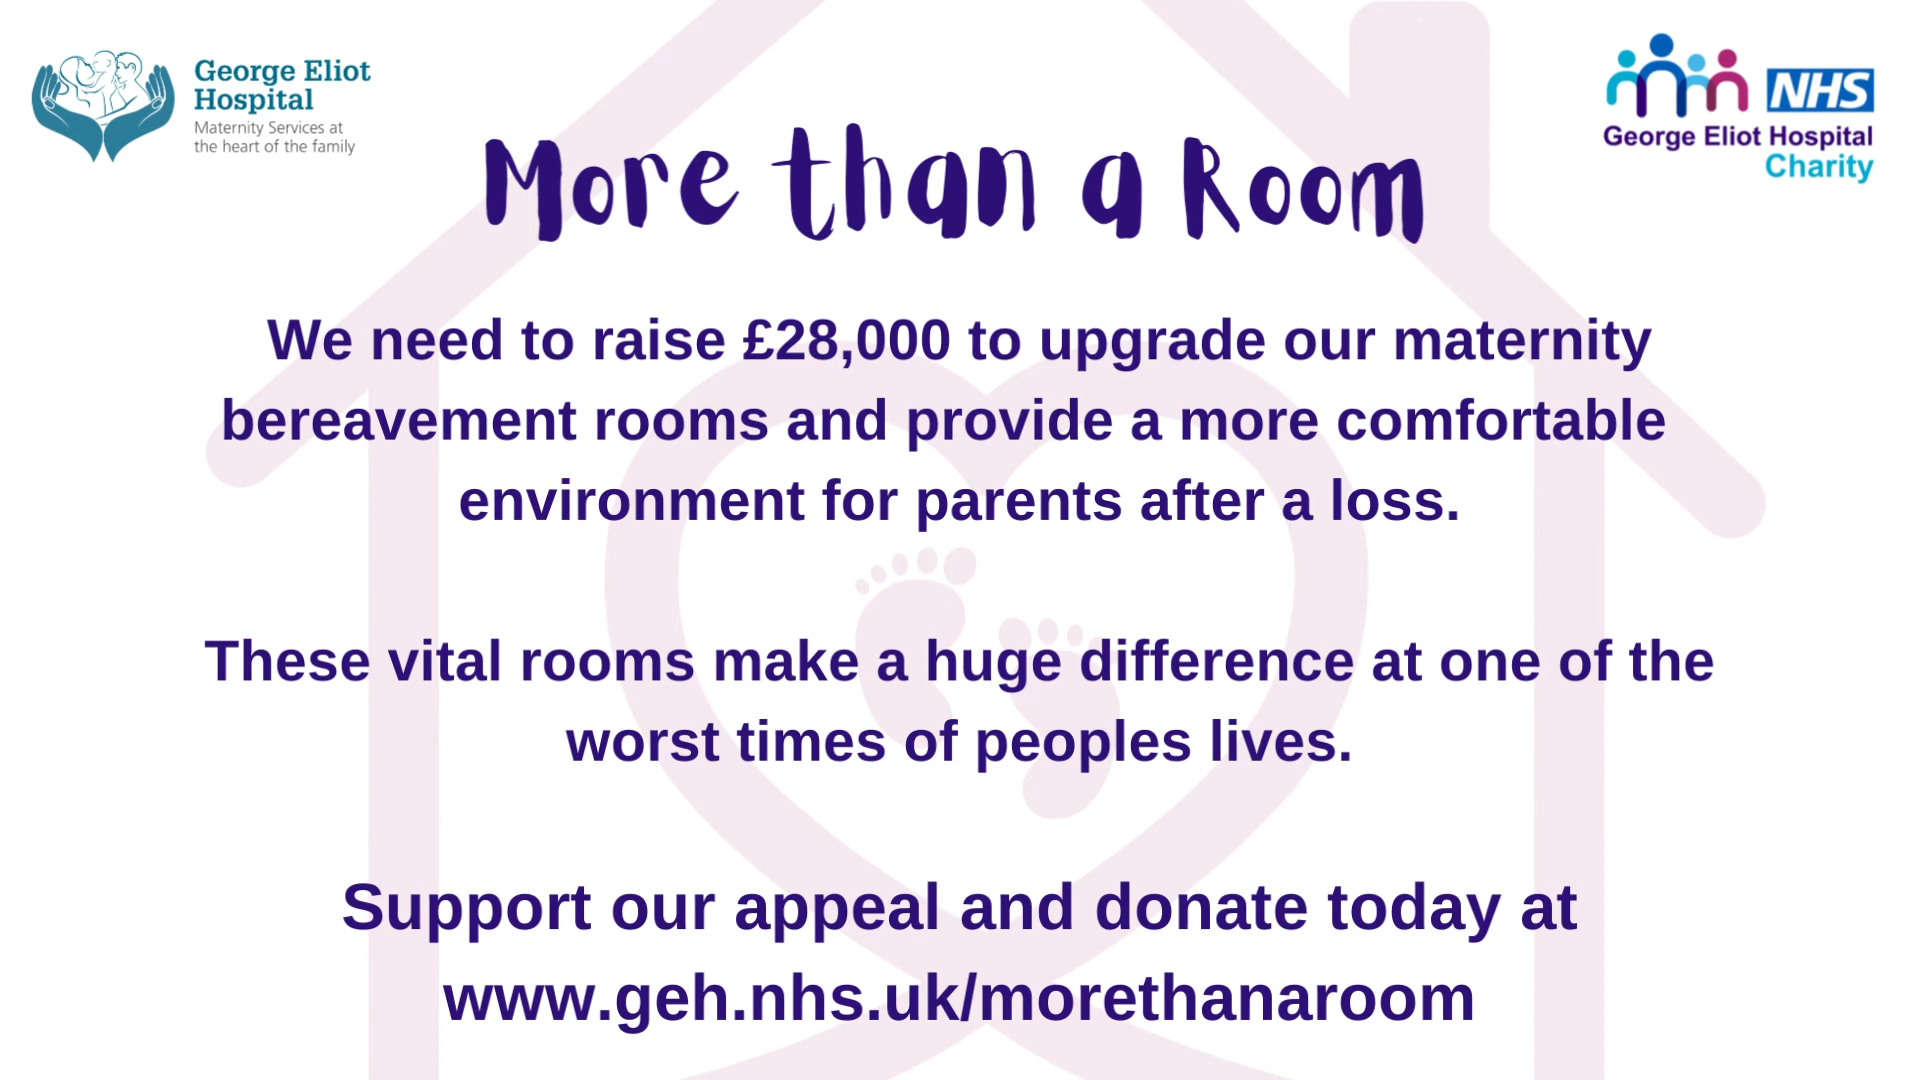 George Eliot
Hospital
Maternity Services at
the heart of the family
NHS
George Eliot Hospital
Charity
More than a Room
We need to raise £28,000 to upgrade our maternity
bereavement rooms and provide a more comfortable
environment for parents after a loss.
These vital rooms make a huge difference at one of the
worst times of peoples lives.
Support our appeal and donate today at
www.geh.nhs.uk/morethanaroom